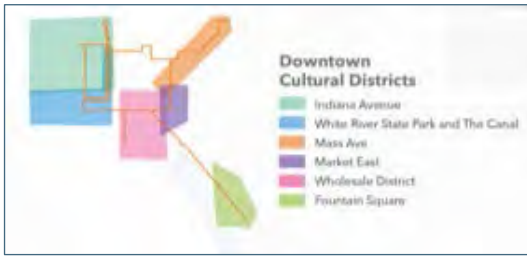 Downtown
Cultural Districts
Indiana Avenue
White River State Park and The Canal
Mass Ave
Market East
Wholesale District
Fountain Square